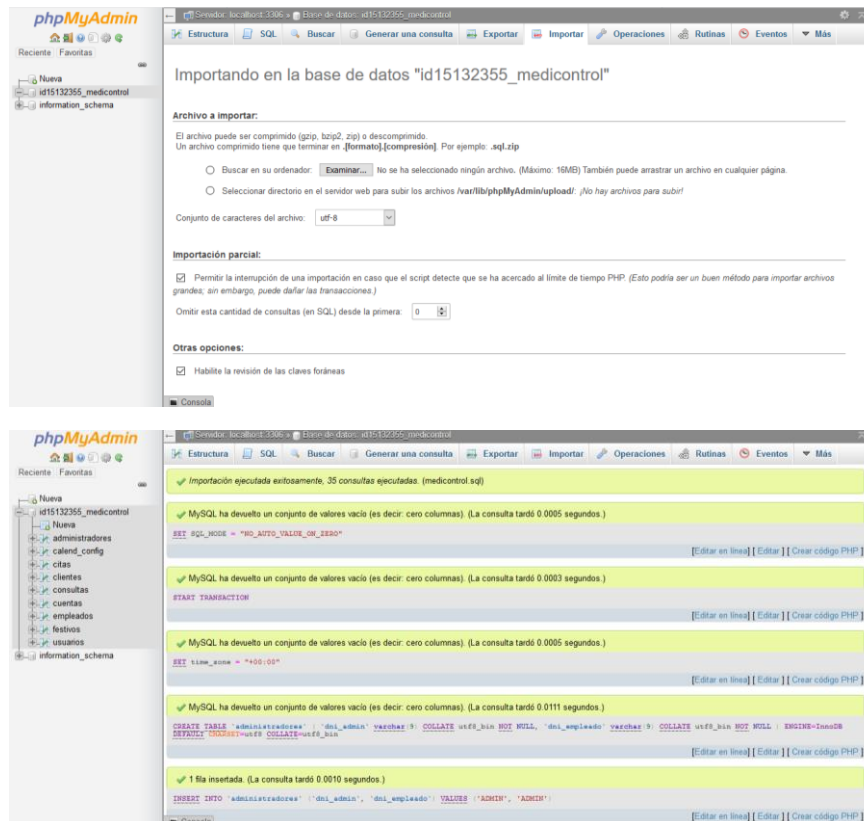 phpMyAdmin
Reciente Favoritas
Nueva
id15132355_medicontrol
information_schema
Servidor: localhost:3306 » Base de datos: id15132355_medicontrol
Estructura SQL Buscar Generar una consulta Exportar Importar Operaciones Rutinas Eventos Más
Importando en la base de datos "id15132355_medicontrol"
Archivo a importar:
El archivo puede ser comprimido (gzip, bzip2, zip) o descomprimido.
Un archivo comprimido tiene que terminar en .[formato].[compresión]. Por ejemplo: .sql.zip
Buscar en su ordenador: Examinar... No se ha seleccionado ningún archivo. (Máximo: 16MB) También puede arrastrar un archivo en cualquier página.
Seleccionar directorio en el servidor web para subir los archivos /var/lib/phpMyAdmin/upload/: ¡No hay archivos para subir!
Conjunto de caracteres del archivo: utf-8
Importación parcial:
Permitir la interrupción de una importación en caso que el script detecte que se ha acercado al límite de tiempo PHP. (Esto podría ser un buen método para importar archivos
grandes; sin embargo, puede dañar las transacciones.)
Omitir esta cantidad de consultas (en SQL) desde la primera: 0
Otras opciones:
Habilite la revisión de las claves foráneas
Consola
phpMyAdmin
Reciente Favoritas
Nueva
id15132355_medicontrol
Nueva
administradores
calend_config
citas
clientes
consultas
cuentas
empleados
festivos
usuarios
information_schema
Servidor: localhost:3306 » Base de datos: id15132355_medicontrol
Estructura SQL Buscar Generar una consulta Exportar Importar Operaciones Rutinas Eventos Más
Importación ejecutada exitosamente, 35 consultas ejecutadas. (medicontrol.sql)
MySQL ha devuelto un conjunto de valores vacío (es decir: cero columnas). (La consulta tardó 0.0005 segundos.)
SET SQL_MODE = "NO_AUTO_VALUE_ON_ZERO"
[Editar en línea] [ Editar ] [ Crear código PHP ]
MySQL ha devuelto un conjunto de valores vacío (es decir: cero columnas). (La consulta tardó 0.0003 segundos.)
START TRANSACTION
[Editar en línea] [ Editar ] [ Crear código PHP ]
MySQL ha devuelto un conjunto de valores vacío (es decir: cero columnas). (La consulta tardó 0.0005 segundos.)
SET time_zone = "+00:00"
[Editar en línea] [ Editar ] [ Crear código PHP ]
MySQL ha devuelto un conjunto de valores vacío (es decir: cero columnas). (La consulta tardó 0.0111 segundos.)
CREATE TABLE `administradores` ( `dni_admin` varchar(9) COLLATE utf8_bin NOT NULL, `dni_empleado` varchar(9) COLLATE utf8_bin NOT NULL ) ENGINE=InnoDB
DEFAULT CHARSET=utf8 COLLATE=utf8_bin
[Editar en línea] [ Editar ] [ Crear código PHP ]
1 fila insertada. (La consulta tardó 0.0010 segundos.)
INSERT INTO `administradores` (`dni_admin`, `dni_empleado`) VALUES ('ADMIN', 'ADMIN')
[Editar en línea] [ Editar ] [ Crear código PHP ]
Consola